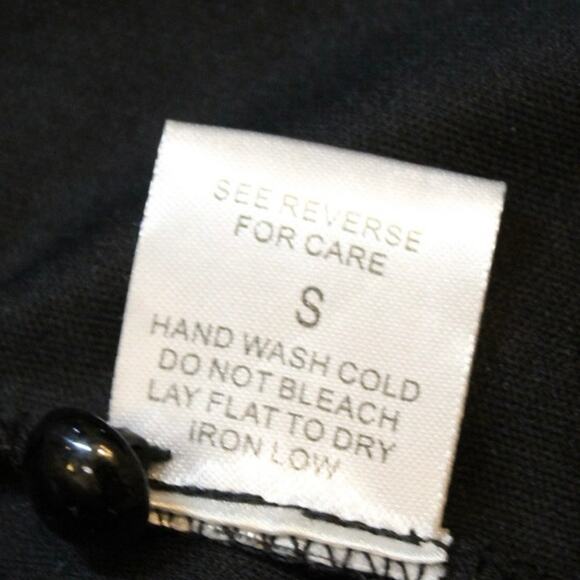 SEE REVERSE
FOR CARE
S
HAND WASH COLD
DO NOT BLEACH
LAY FLAT TO DRY
IRON LOW